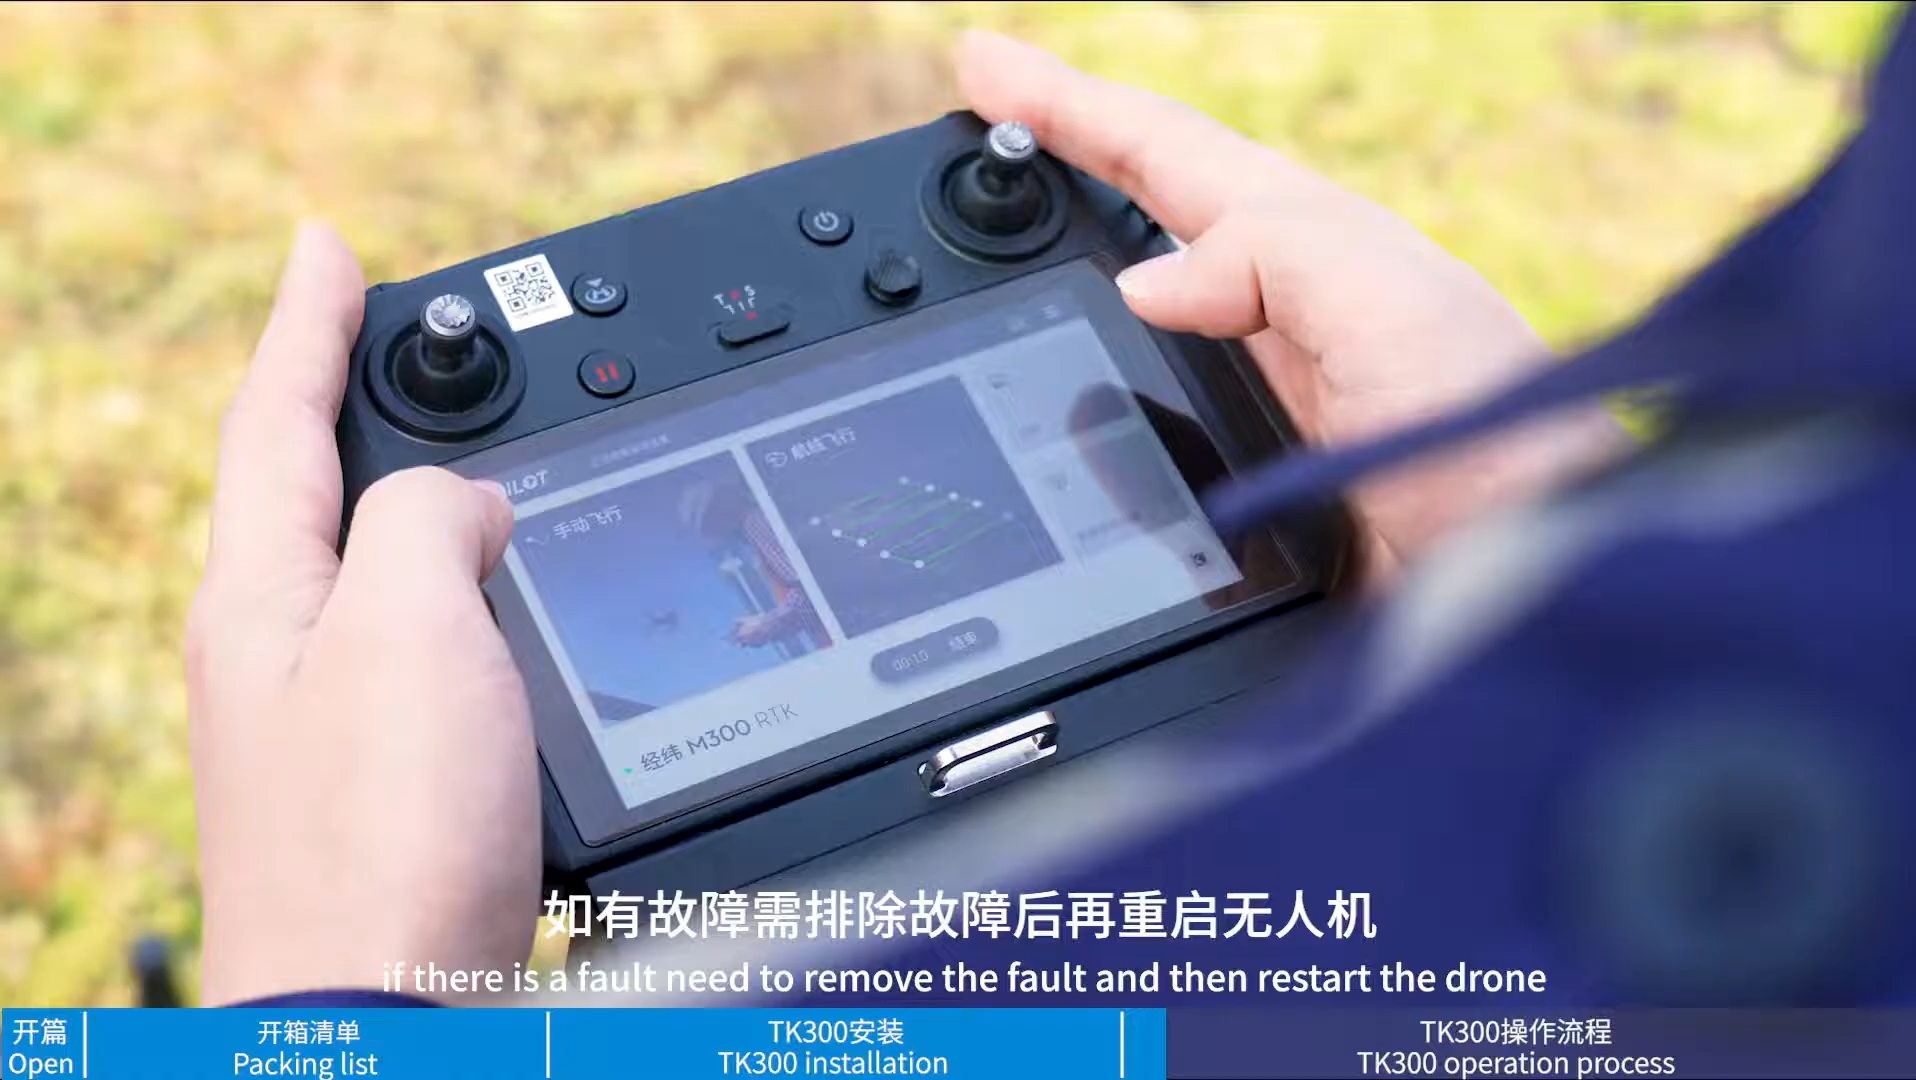 T P S
T 1 F
PILOT
航线飞行
手动飞行
00:10 结束
经纬 M300 RTK
如有故障需排除故障后再重启无人机
if there is a fault need to remove the fault and then restart the drone
开篇
Open
开箱清单
Packing list
TK300安装
TK300 installation
TK300操作流程
TK300 operation process